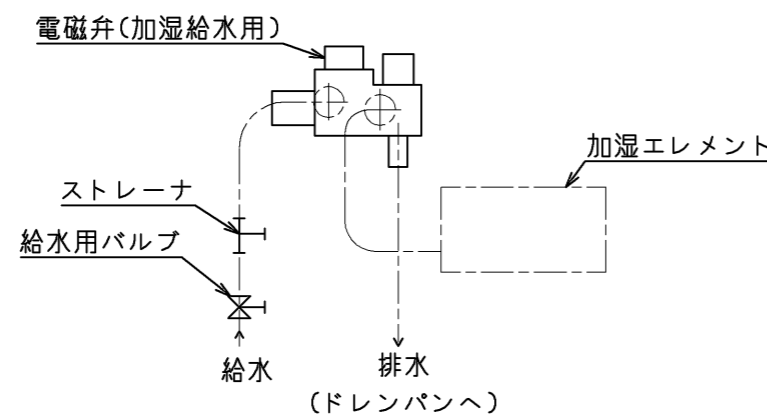 電磁弁(加湿給水用)
加湿エレメント
ストレーナ
給水用バルブ
給水
排水
(ドレンパンへ)